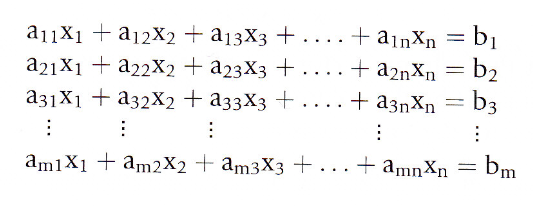 a₁₁x₁ + a₁₂x₂ + a₁₃x₃ + .... + a₁ₙxₙ = b₁
a₂₁x₁ + a₂₂x₂ + a₂₃x₃ + .... + a₂ₙxₙ = b₂
a₃₁x₁ + a₃₂x₂ + a₃₃x₃ + .... + a₃ₙxₙ = b₃
⋮ ⋮ ⋮ ⋮ ⋮
aₘ₁x₁ + aₘ₂x₂ + aₘ₃x₃ + ... + aₘₙxₙ = bₘ